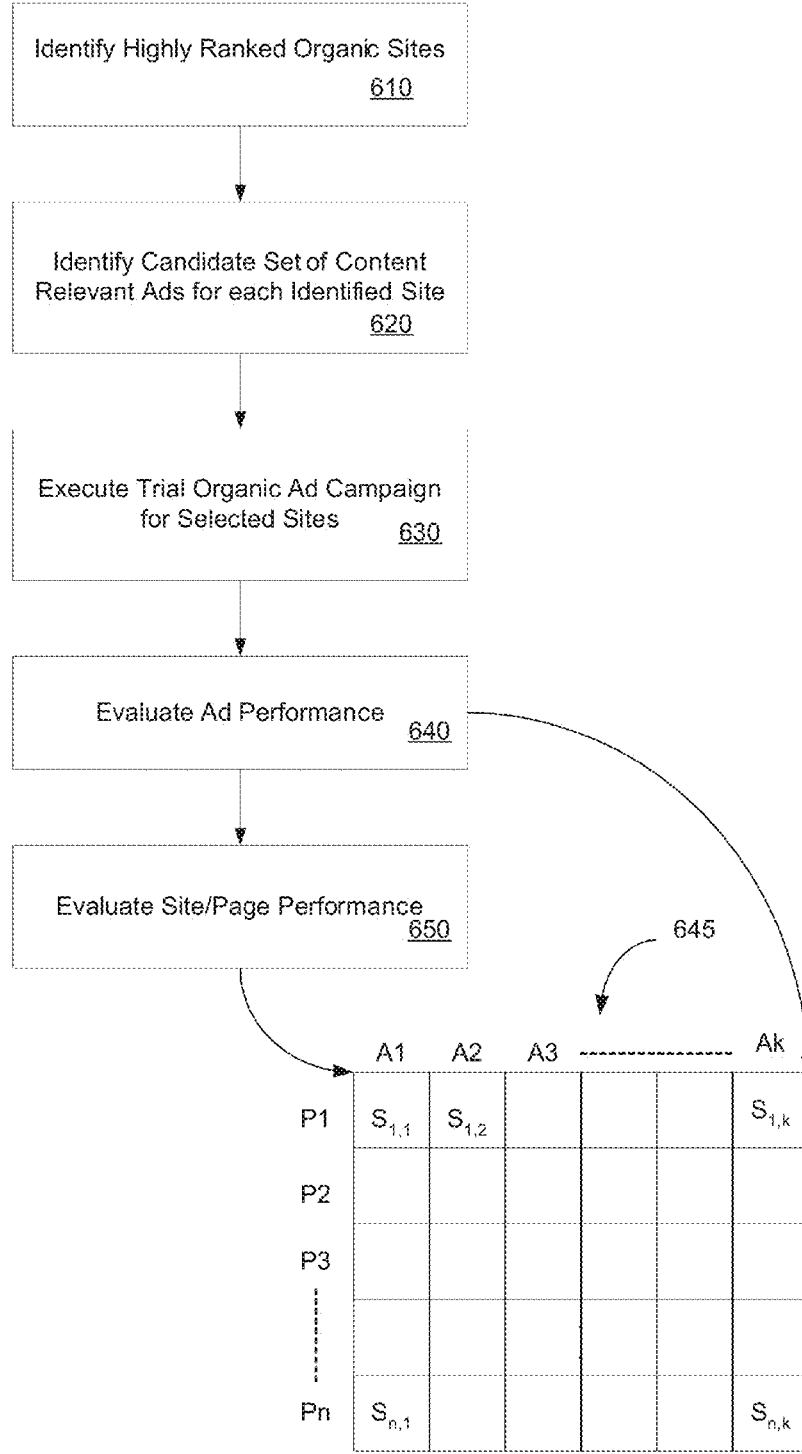 Identify Highly Ranked Organic Sites
610
Identify Candidate Set of Content
Relevant Ads for each Identified Site
620
Execute Trial Organic Ad Campaign
for Selected Sites
630
Evaluate Ad Performance
640
Evaluate Site/Page Performance
650
645
A1 A2 A3 Ak
P1 S1,1 S1,2 S1,k
P2
P3
Pn Sn,1 Sn,k